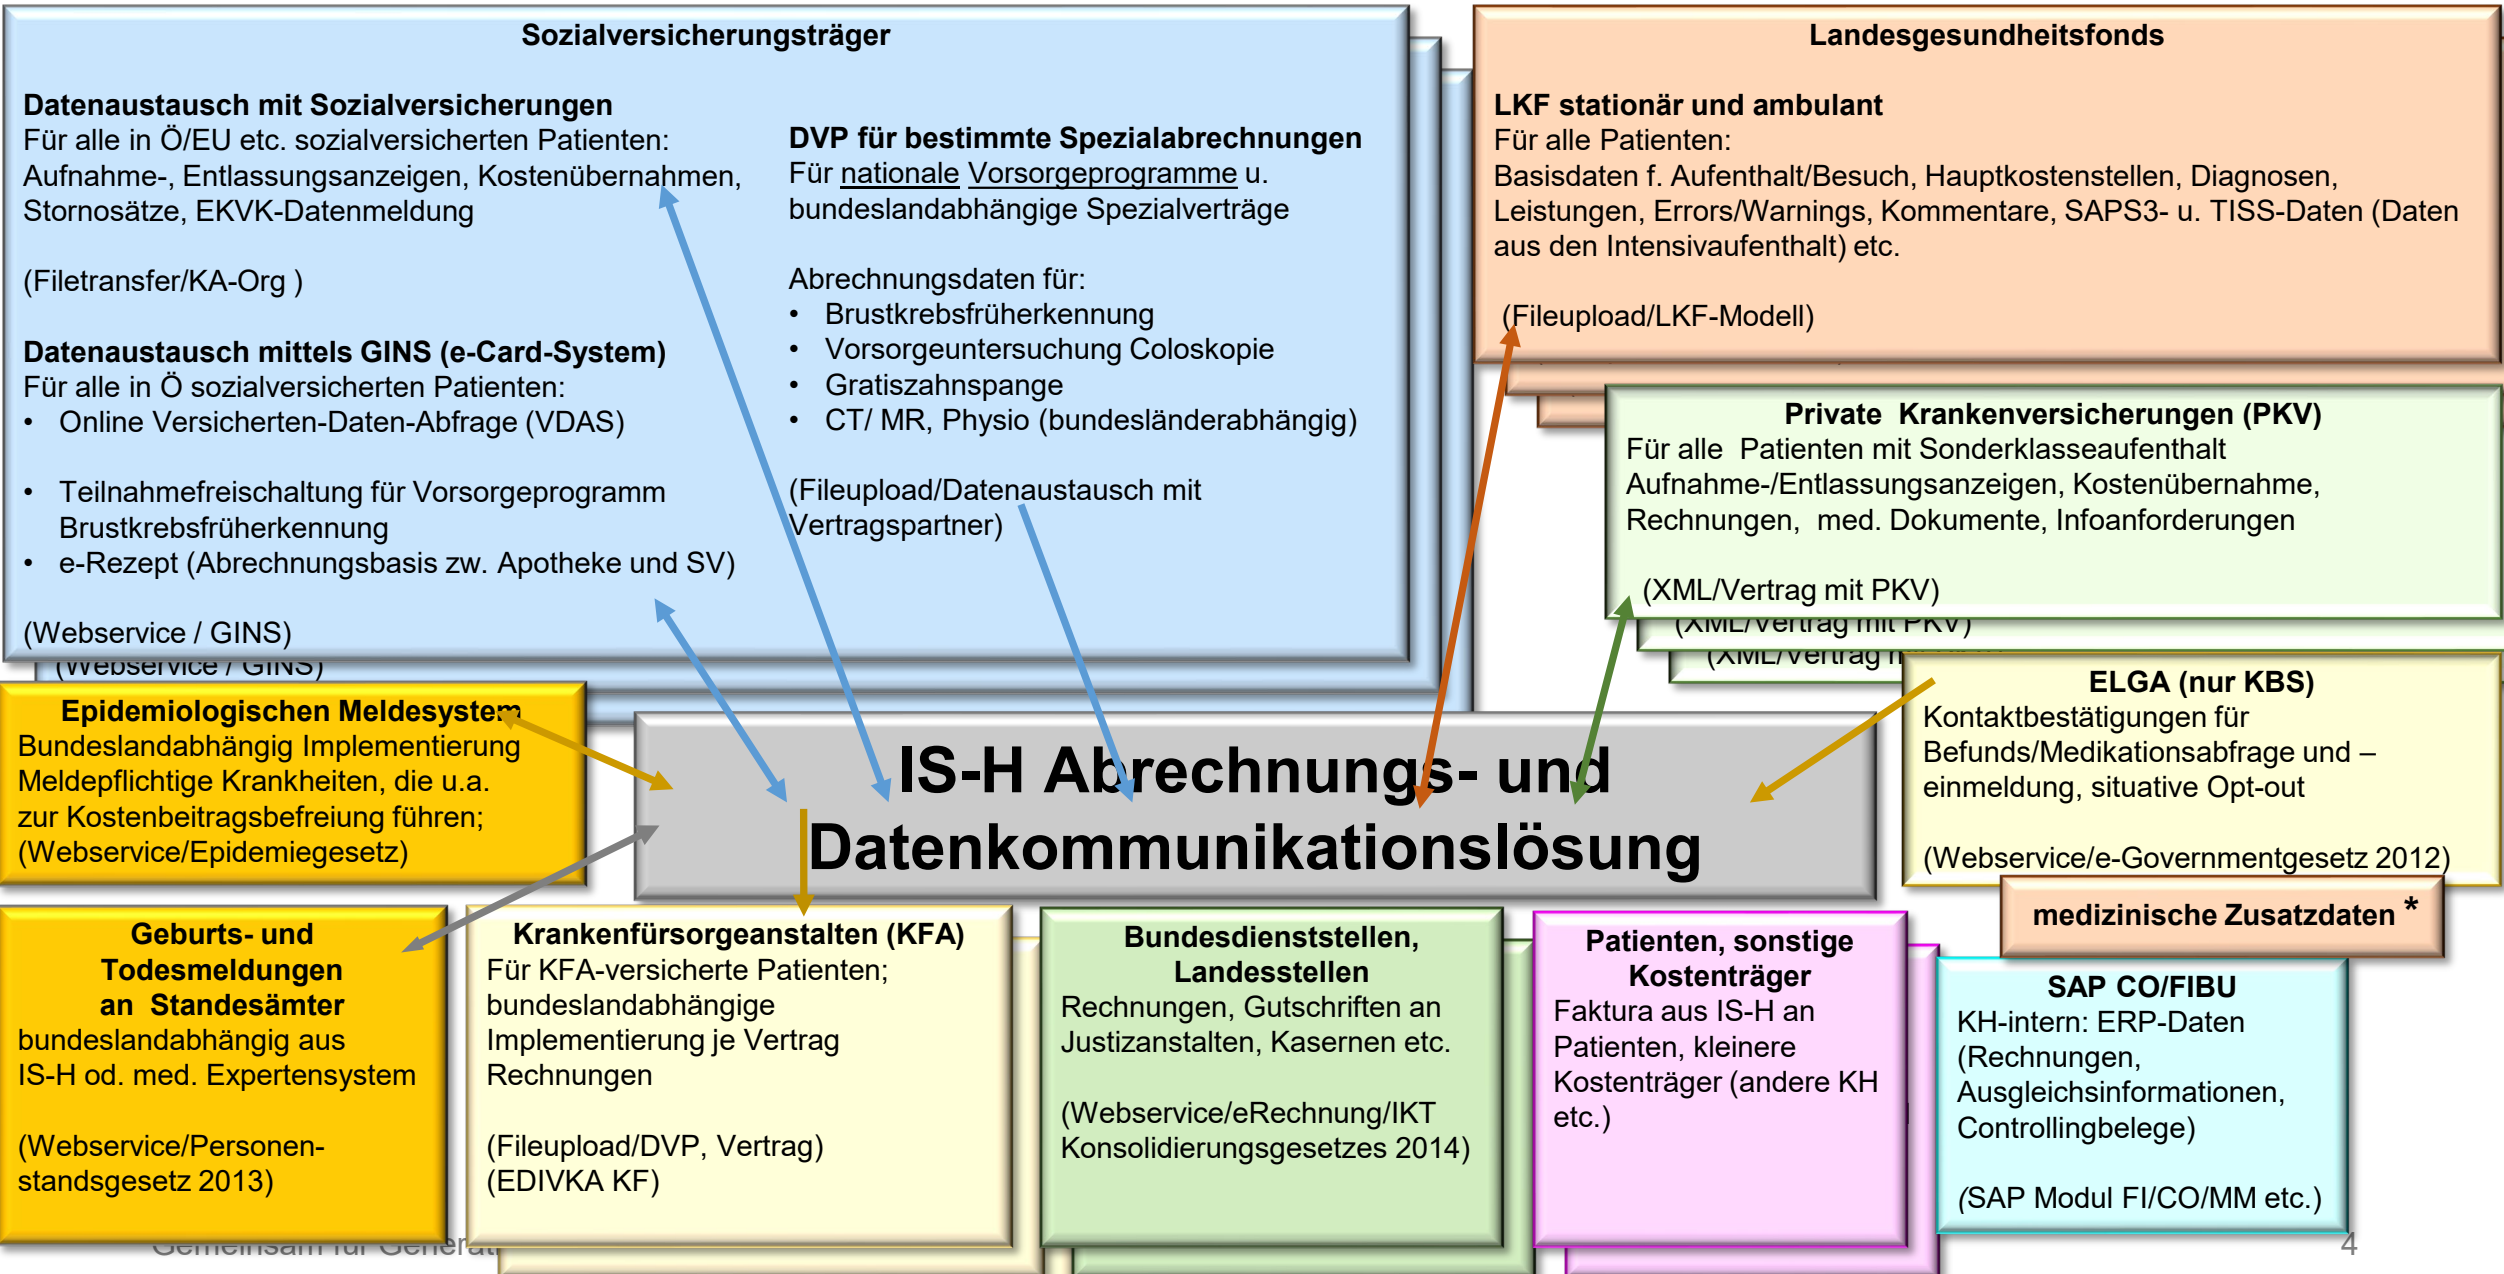 Sozialversicherungsträger
Datenaustausch mit Sozialversicherungen
Für alle in Ö/EU etc. sozialversicherten Patienten:
Aufnahme-, Entlassungsanzeigen, Kostenübernahmen,
Stornosätze, EKVK-Datenmeldung
(Filetransfer/KA-Org )
Datenaustausch mittels GINS (e-Card-System)
Für alle in Ö sozialversicherten Patienten:
• Online Versicherten-Daten-Abfrage (VDAS)
• Teilnahmefreischaltung für Vorsorgeprogramm
Brustkrebsfrüherkennung
• e-Rezept (Abrechnungsbasis zw. Apotheke und SV)
(Webservice / GINS)
(Webservice / GINS)
DVP für bestimmte Spezialabrechnungen
Für nationale Vorsorgeprogramme u.
bundeslandabhängige Spezialverträge
Abrechnungsdaten für:
• Brustkrebsfrüherkennung
• Vorsorgeuntersuchung Coloskopie
• Gratiszahnspange
• CT/ MR, Physio (bundesländerabhängig)
(Fileupload/Datenaustausch mit
Vertragspartner)
Landesgesundheitsfonds
LKF stationär und ambulant
Für alle Patienten:
Basisdaten f. Aufenthalt/Besuch, Hauptkostenstellen, Diagnosen,
Leistungen, Errors/Warnings, Kommentare, SAPS3- u. TISS-Daten (Daten
aus den Intensivaufenthalt) etc.
(Fileupload/LKF-Modell)
Private Krankenversicherungen (PKV)
Für alle Patienten mit Sonderklasseaufenthalt
Aufnahme-/Entlassungsanzeigen, Kostenübernahme,
Rechnungen, med. Dokumente, Infoanforderungen
(XML/Vertrag mit PKV)
(XML/Vertrag mit PKV)
(XML/Vertrag
Epidemiologischen Meldesystem
Bundeslandabhängig Implementierung
Meldepflichtige Krankheiten, die u.a.
zur Kostenbeitragsbefreiung führen;
(Webservice/Epidemiegesetz)
IS-H Abrechnungs- und
Datenkommunikationslösung
ELGA (nur KBS)
Kontaktbestätigungen für
Befunds/Medikationsabfrage und –
einmeldung, situative Opt-out
(Webservice/e-Governmentgesetz 2012)
medizinische Zusatzdaten *
Geburts- und
Todesmeldungen
an Standesämter
bundeslandabhängig aus
IS-H od. med. Expertensystem
(Webservice/Personen-
standsgesetz 2013)
Krankenfürsorgeanstalten (KFA)
Für KFA-versicherte Patienten;
bundeslandabhängige
Implementierung je Vertrag
Rechnungen
(Fileupload/DVP, Vertrag)
(EDIVKA KF)
Bundesdienststellen,
Landesstellen
Rechnungen, Gutschriften an
Justizanstalten, Kasernen etc.
(Webservice/eRechnung/IKT
Konsolidierungsgesetzes 2014)
Patienten, sonstige
Kostenträger
Faktura aus IS-H an
Patienten, kleinere
Kostenträger (andere KH
etc.)
SAP CO/FIBU
KH-intern: ERP-Daten
(Rechnungen,
Ausgleichsinformationen,
Controllingbelege)
(SAP Modul FI/CO/MM etc.)
Gemeinsam für
4